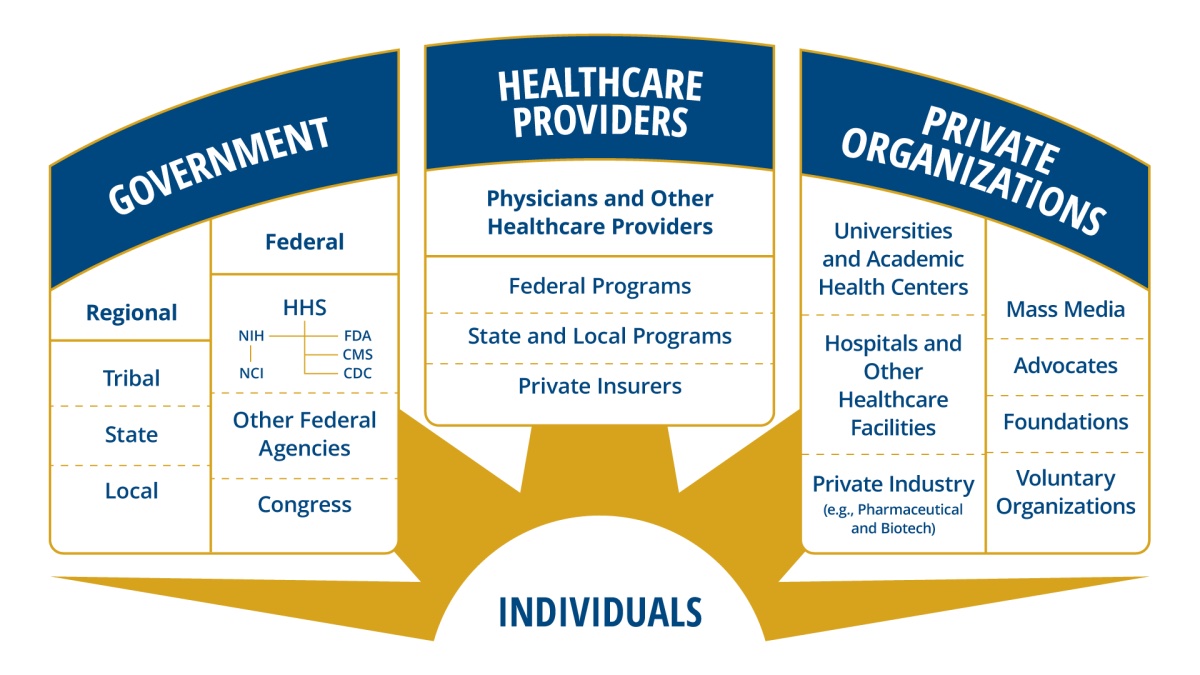 GOVERNMENT
Regional
Tribal
State
Local
Federal
HHS
NIH
NCI
FDA
CMS
CDC
Other Federal
Agencies
Congress
HEALTHCARE
PROVIDERS
Physicians and Other
Healthcare Providers
Federal Programs
State and Local Programs
Private Insurers
PRIVATE
ORGANIZATIONS
Universities
and Academic
Health Centers
Hospitals and
Other
Healthcare
Facilities
Private Industry
(e.g., Pharmaceutical
and Biotech)
Mass Media
Advocates
Foundations
Voluntary
Organizations
INDIVIDUALS